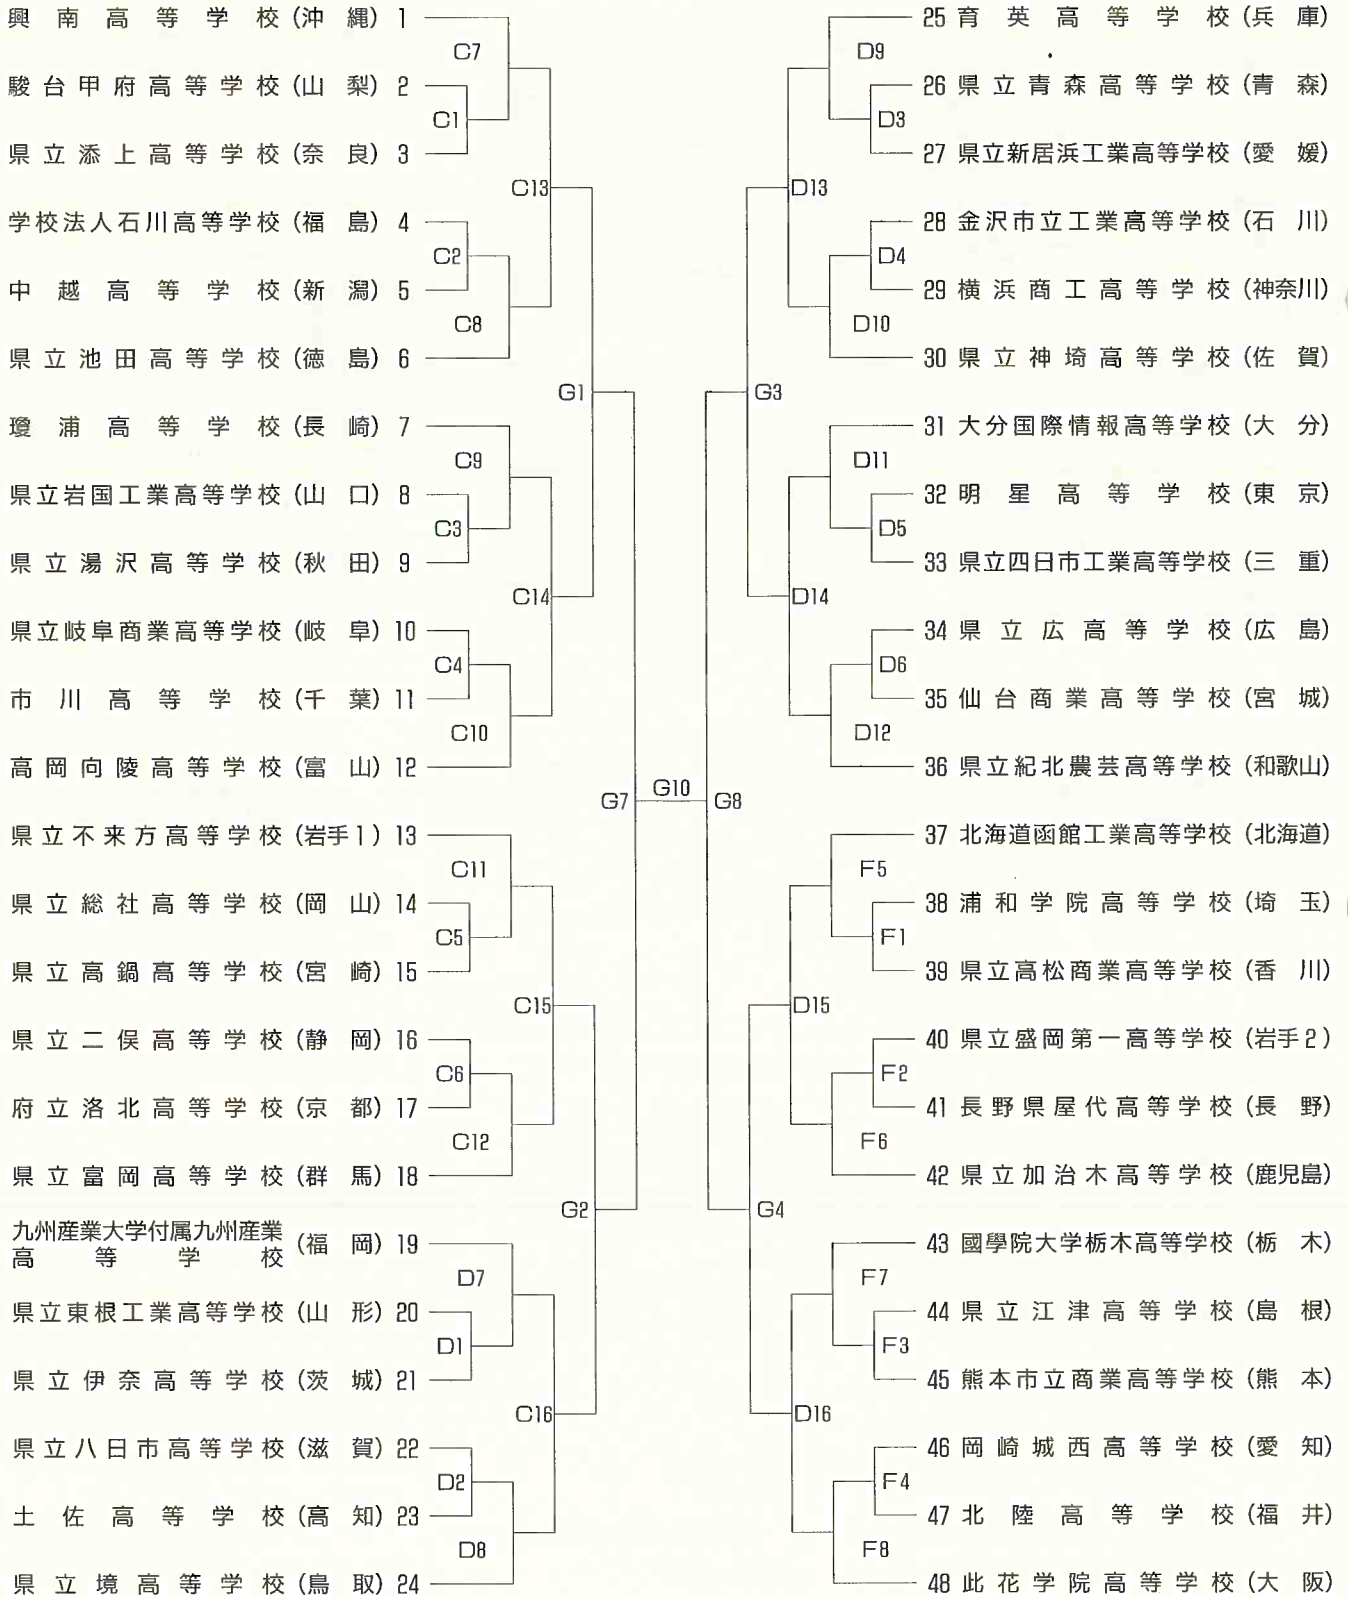 興南高等学校(沖縄) 1
C7
駿台甲府高等学校(山梨) 2
C1
県立添上高等学校(奈良) 3
C13
学校法人石川高等学校(福島) 4
C2
中越高等学校(新潟) 5
C8
県立池田高等学校(徳島) 6
G1
瓊浦高等学校(長崎) 7
C9
県立岩国工業高等学校(山口) 8
C3
県立湯沢高等学校(秋田) 9
C14
県立岐阜商業高等学校(岐阜) 10
C4
市川高等学校(千葉) 11
C10
高岡向陵高等学校(富山) 12
G7
G10
県立不来方高等学校(岩手1) 13
C11
県立総社高等学校(岡山) 14
C5
県立高鍋高等学校(宮崎) 15
C15
県立二俣高等学校(静岡) 16
C6
府立洛北高等学校(京都) 17
C12
県立富岡高等学校(群馬) 18
G2
九州産業大学付属九州産業
高等学校(福岡) 19
D7
県立東根工業高等学校(山形) 20
D1
県立伊奈高等学校(茨城) 21
C16
県立八日市高等学校(滋賀) 22
D2
土佐高等学校(高知) 23
D8
県立境高等学校(鳥取) 24
25 育英高等学校(兵庫)
D9
26 県立青森高等学校(青森)
D3
27 県立新居浜工業高等学校(愛媛)
D13
28 金沢市立工業高等学校(石川)
D4
29 横浜商工高等学校(神奈川)
D10
30 県立神埼高等学校(佐賀)
G3
31 大分国際情報高等学校(大分)
D11
32 明星高等学校(東京)
D5
33 県立四日市工業高等学校(三重)
D14
34 県立広高等学校(広島)
D6
35 仙台商業高等学校(宮城)
D12
36 県立紀北農芸高等学校(和歌山)
G8
37 北海道函館工業高等学校(北海道)
F5
38 浦和学院高等学校(埼玉)
F1
39 県立高松商業高等学校(香川)
D15
40 県立盛岡第一高等学校(岩手2)
F2
41 長野県屋代高等学校(長野)
F6
42 県立加治木高等学校(鹿児島)
G4
43 國學院大学栃木高等学校(栃木)
F7
44 県立江津高等学校(島根)
F3
45 熊本市立商業高等学校(熊本)
D16
46 岡崎城西高等学校(愛知)
F4
47 北陸高等学校(福井)
F8
48 此花学院高等学校(大阪)